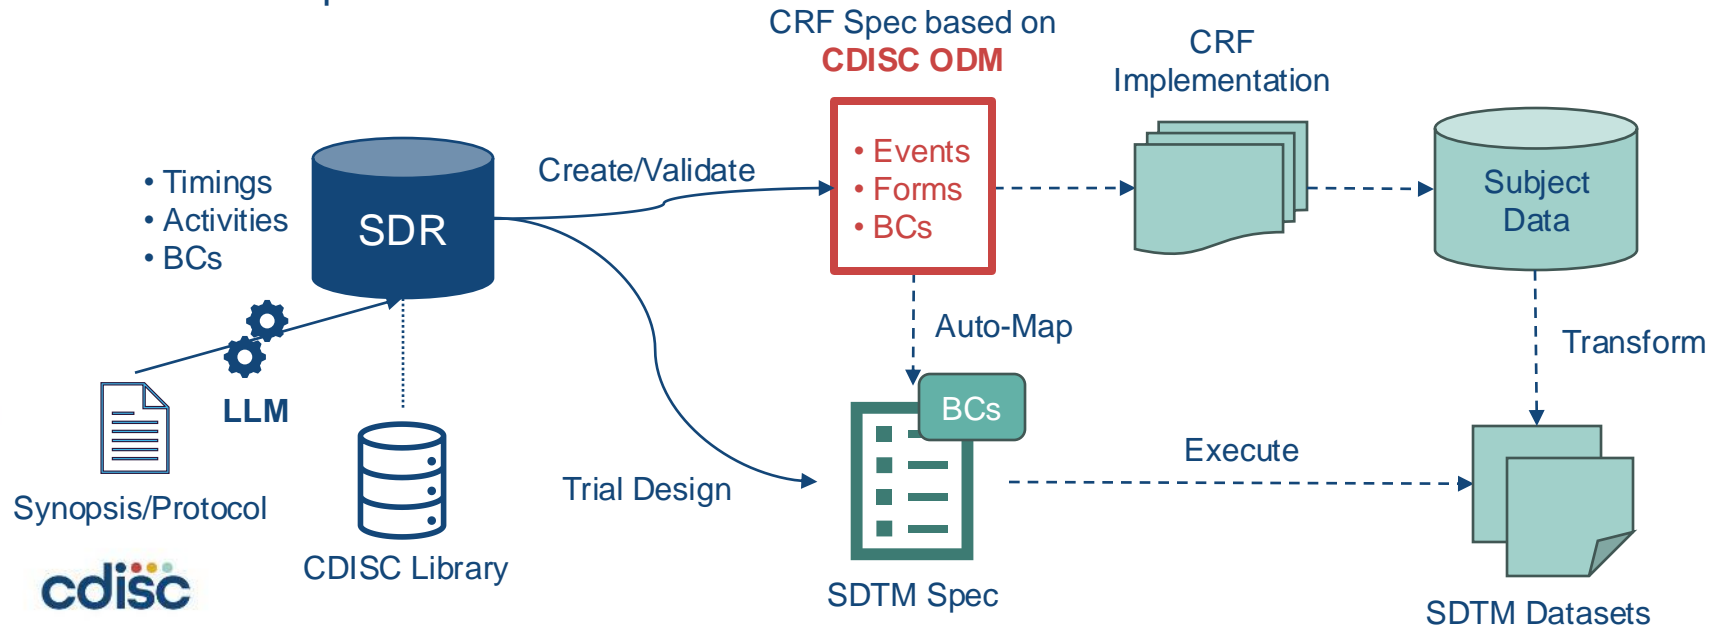 CRF Spec based on
CDISC ODM
CRF
Implementation
• Timings
• Activities
• BCs
SDR
Create/Validate
• Events
• Forms
• BCs
Subject
Data
LLM
Auto-Map
Transform
BCs
Synopsis/Protocol
CDISC Library
Trial Design
Execute
SDTM Spec
SDTM Datasets
cdisc